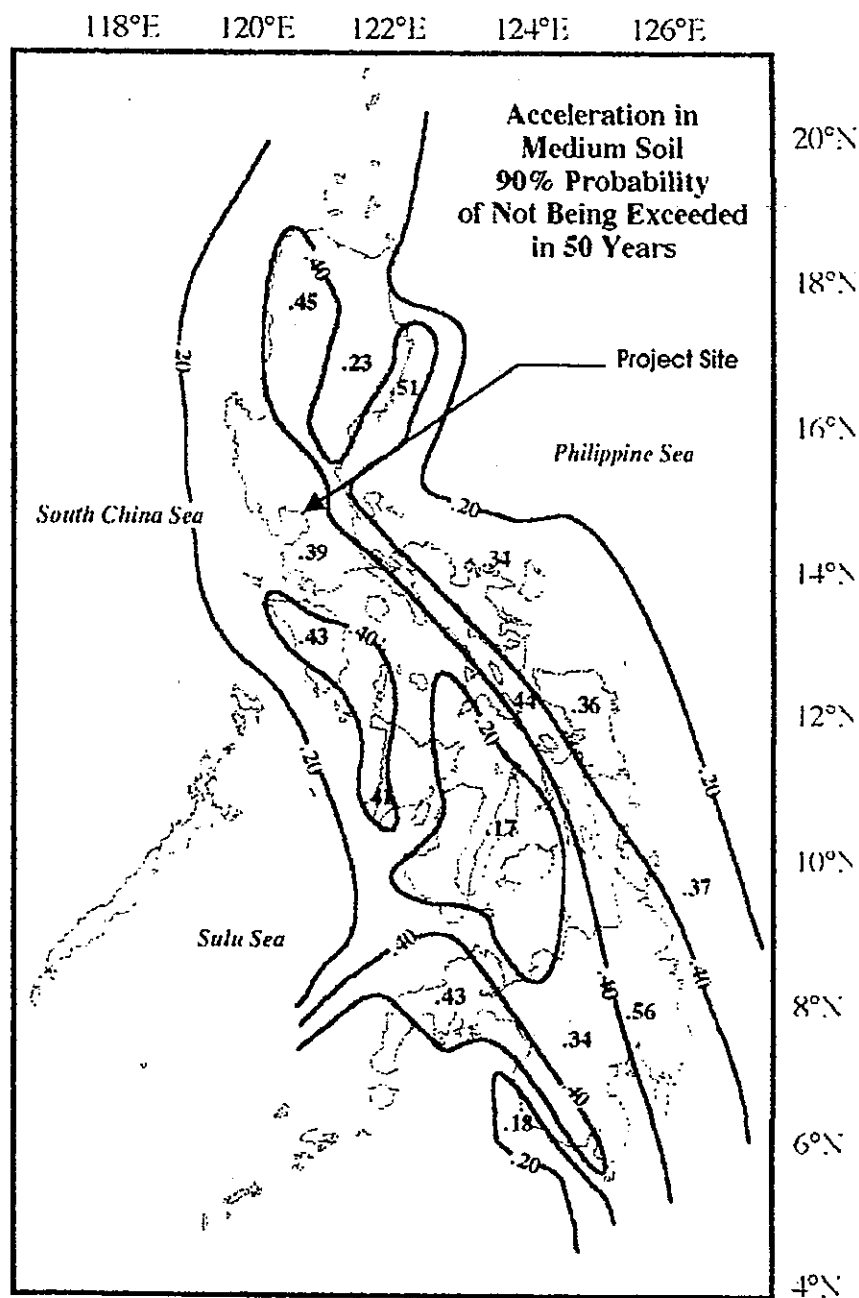 118°E 120°E 122°E 124°E 126°E
Acceleration in
Medium Soil
90% Probability
of Not Being Exceeded
in 50 Years
20°N
18°N
.40
.45
.20
.23
Project Site
.51
16°N
Philippine Sea
South China Sea
.20
.39
.34
14°N
.43
.40
.44
.36
12°N
.20
.20
.20
.41
.17
10°N
.37
Sulu Sea
.40
.40
.43
.40
.56
8°N
.34
.40
.18
6°N
.20
4°N